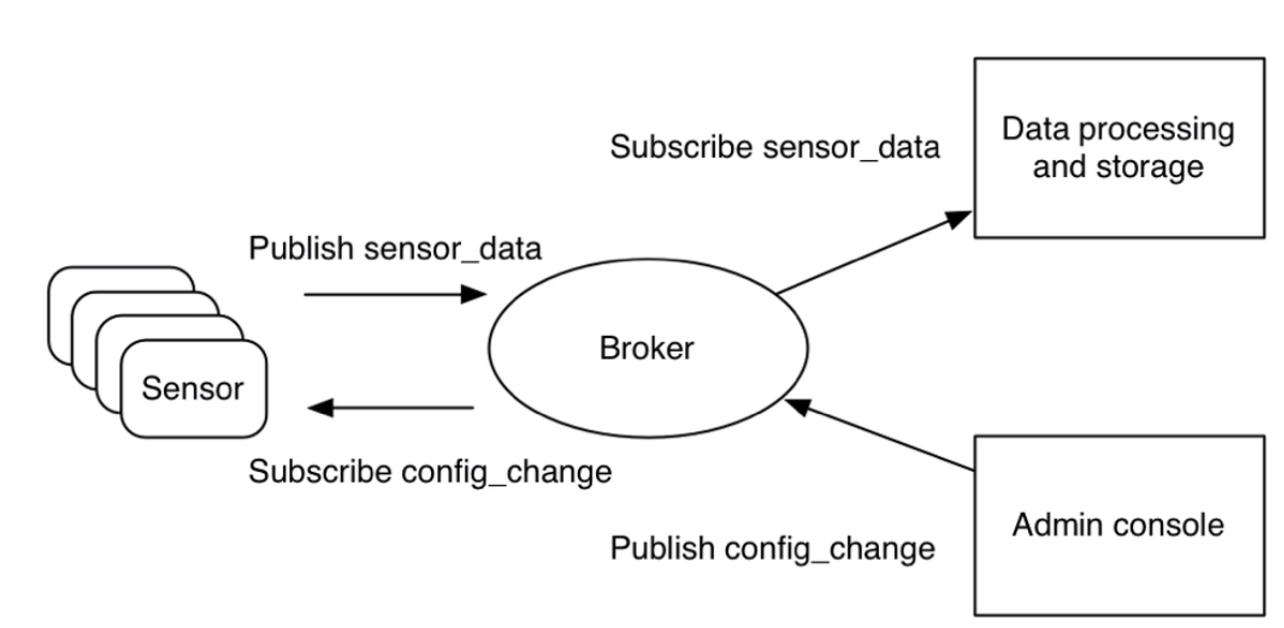 Data processing
and storage
Subscribe sensor_data
Publish sensor_data
Broker
Sensor
Subscribe config_change
Admin console
Publish config_change